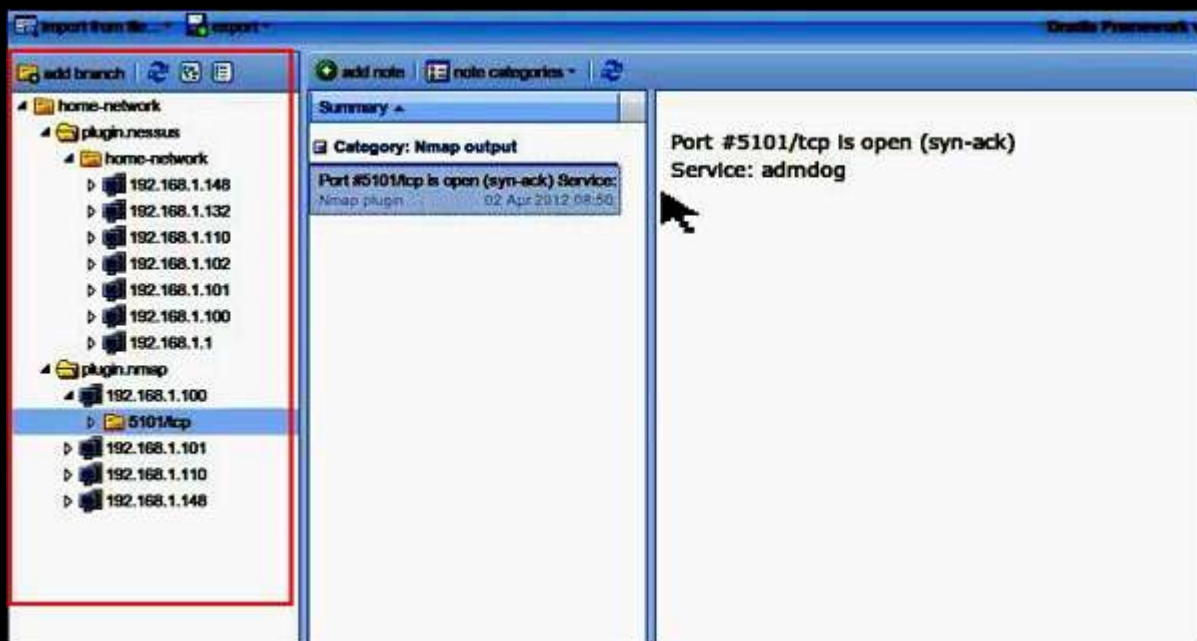 import from file...
export
add branch
home-network
plugin.nessus
home-network
192.168.1.148
192.168.1.132
192.168.1.110
192.168.1.102
192.168.1.101
192.168.1.100
192.168.1.1
plugin.nmap
192.168.1.100
5101/tcp
192.168.1.101
192.168.1.110
192.168.1.148
add note
note categories
Summary
Category: Nmap output
Port #5101/tcp is open (syn-ack) Service:
Nmap plugin 02 Apr 2012 08:50
Port #5101/tcp is open (syn-ack)
Service: admdog